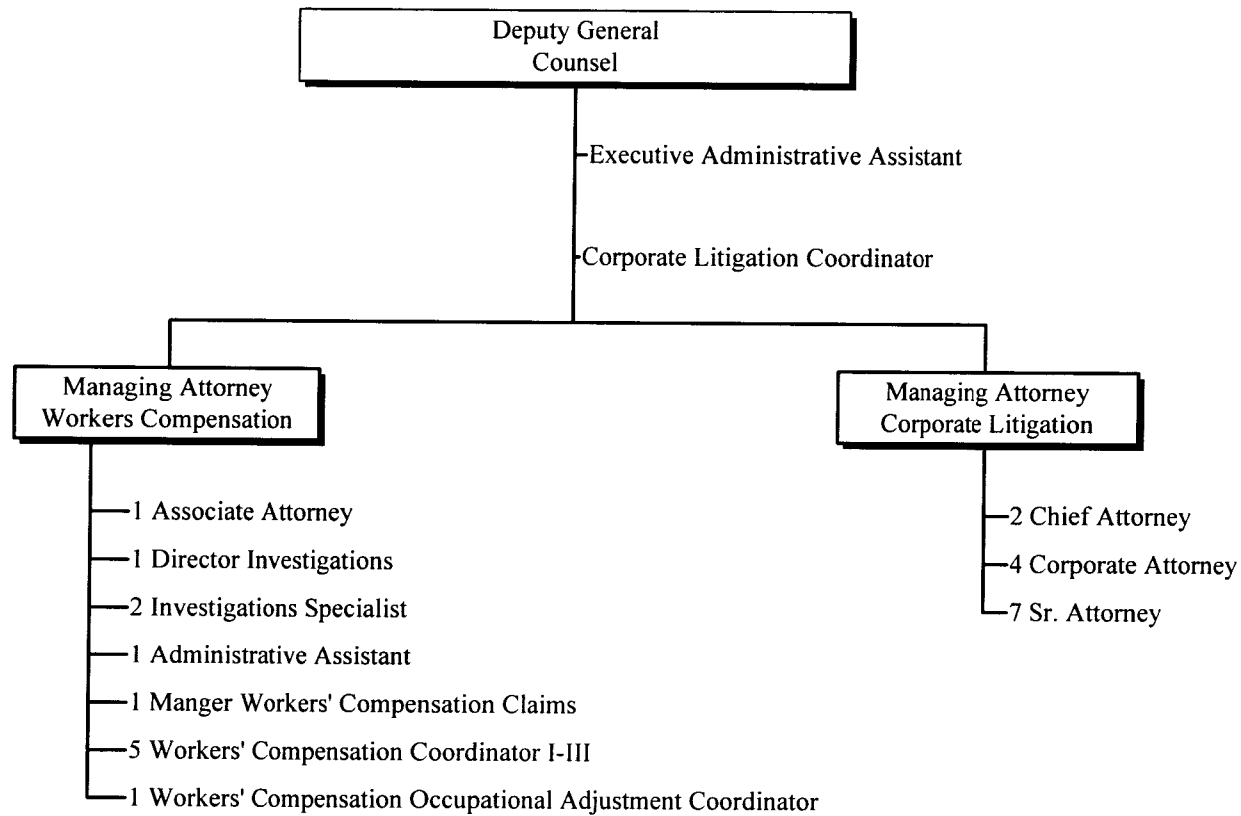 Deputy General
Counsel
Executive Administrative Assistant
Corporate Litigation Coordinator
Managing Attorney
Workers Compensation
1 Associate Attorney
1 Director Investigations
2 Investigations Specialist
1 Administrative Assistant
1 Manger Workers' Compensation Claims
5 Workers' Compensation Coordinator I-III
1 Workers' Compensation Occupational Adjustment Coordinator
Managing Attorney
Corporate Litigation
2 Chief Attorney
4 Corporate Attorney
7 Sr. Attorney